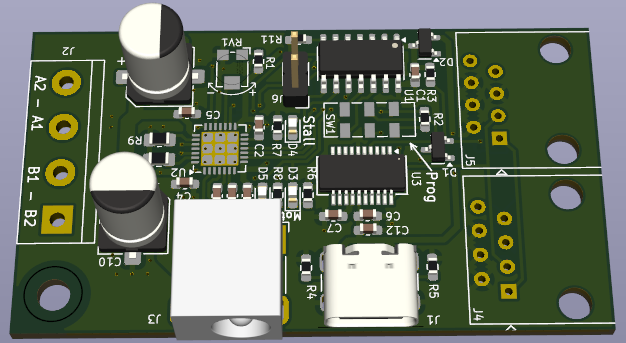 J2
A2 - A1
B1 - B2
+
C5
R9
U2
C4
C10
J3
RV1
R1
R11
J6
C2
R7
D4
Stall
D5
R8
D3
R6
Mot
SW1
U1
C1
R3
D2
R2
D1
U3
Prog
C7
C6
C12
R4
R5
J1
J5
J4